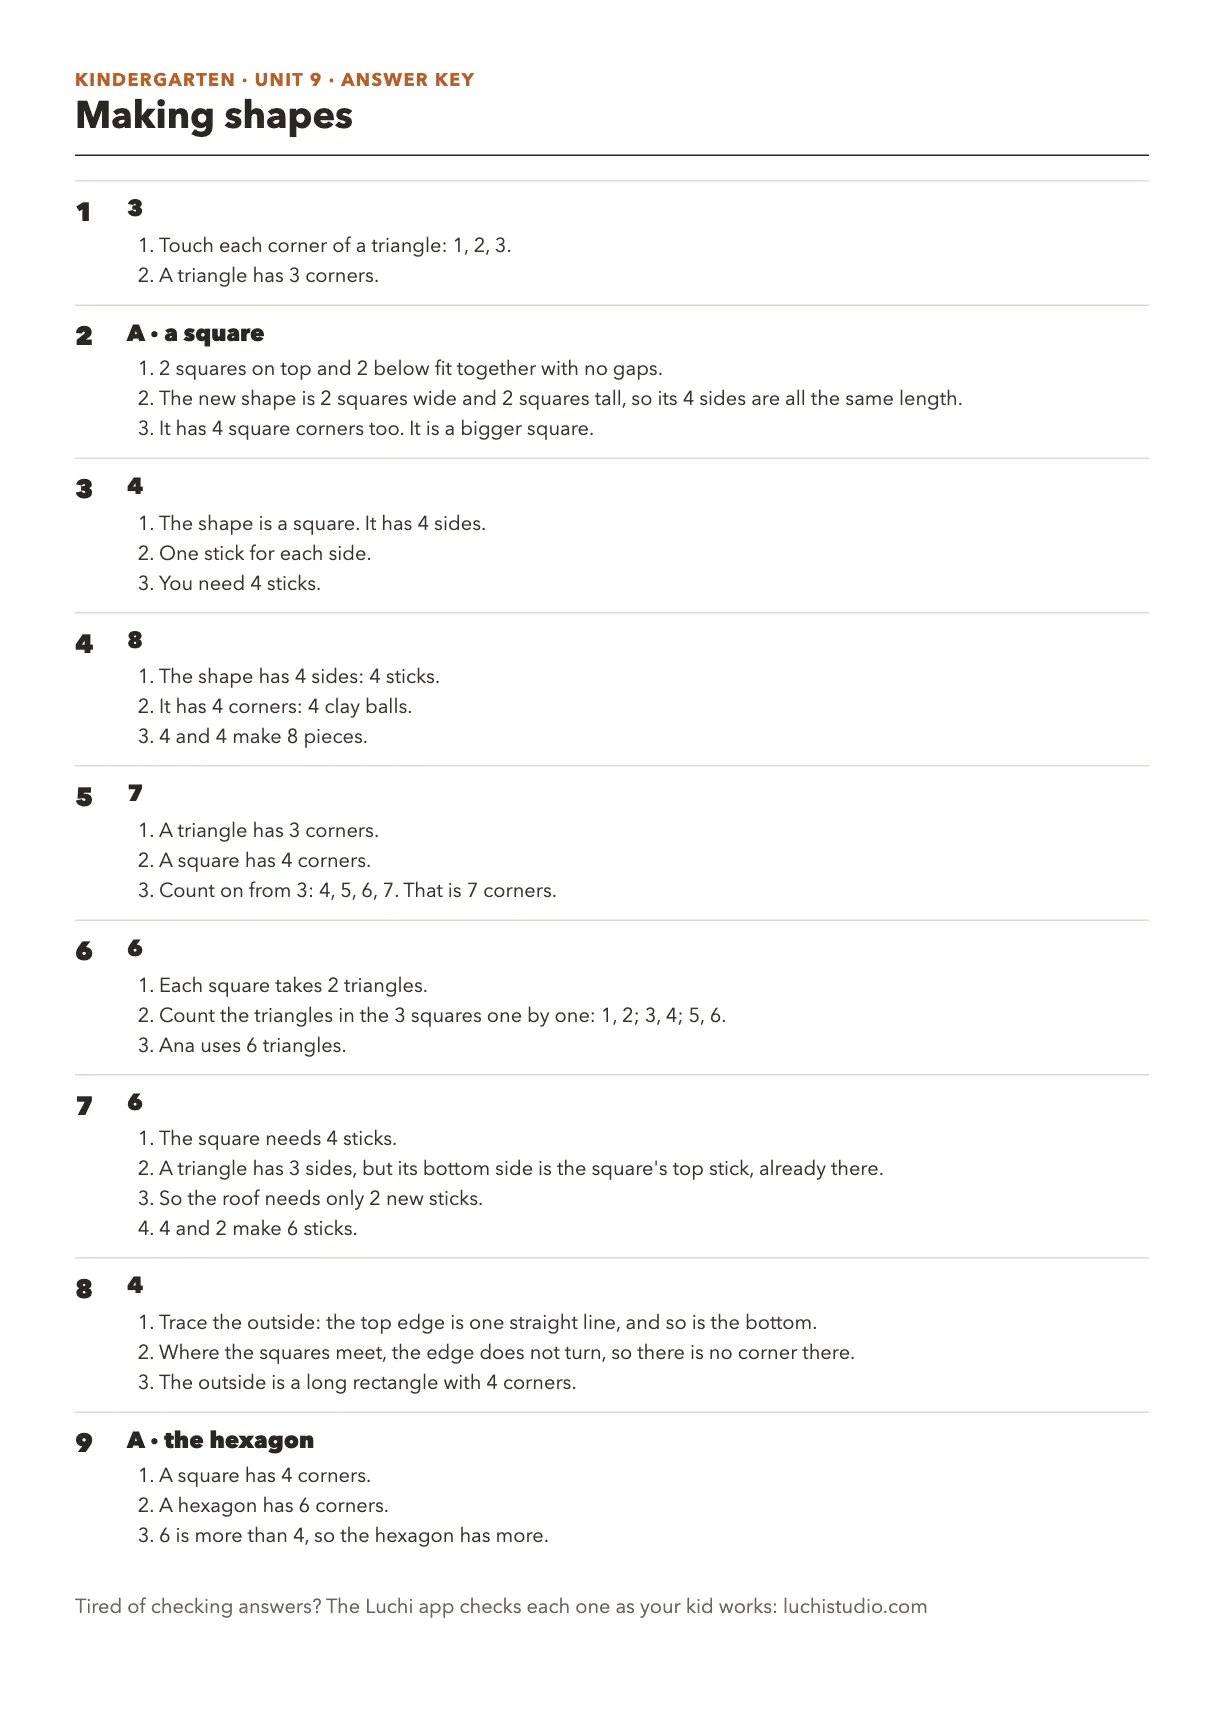 KINDERGARTEN · UNIT 9 · ANSWER KEY
Making shapes
1 3
1. Touch each corner of a triangle: 1, 2, 3.
2. A triangle has 3 corners.
2 A · a square
1. 2 squares on top and 2 below fit together with no gaps.
2. The new shape is 2 squares wide and 2 squares tall, so its 4 sides are all the same length.
3. It has 4 square corners too. It is a bigger square.
3 4
1. The shape is a square. It has 4 sides.
2. One stick for each side.
3. You need 4 sticks.
4 8
1. The shape has 4 sides: 4 sticks.
2. It has 4 corners: 4 clay balls.
3. 4 and 4 make 8 pieces.
5 7
1. A triangle has 3 corners.
2. A square has 4 corners.
3. Count on from 3: 4, 5, 6, 7. That is 7 corners.
6 6
1. Each square takes 2 triangles.
2. Count the triangles in the 3 squares one by one: 1, 2; 3, 4; 5, 6.
3. Ana uses 6 triangles.
7 6
1. The square needs 4 sticks.
2. A triangle has 3 sides, but its bottom side is the square's top stick, already there.
3. So the roof needs only 2 new sticks.
4. 4 and 2 make 6 sticks.
8 4
1. Trace the outside: the top edge is one straight line, and so is the bottom.
2. Where the squares meet, the edge does not turn, so there is no corner there.
3. The outside is a long rectangle with 4 corners.
9 A · the hexagon
1. A square has 4 corners.
2. A hexagon has 6 corners.
3. 6 is more than 4, so the hexagon has more.
Tired of checking answers? The Luchi app checks each one as your kid works: luchistudio.com